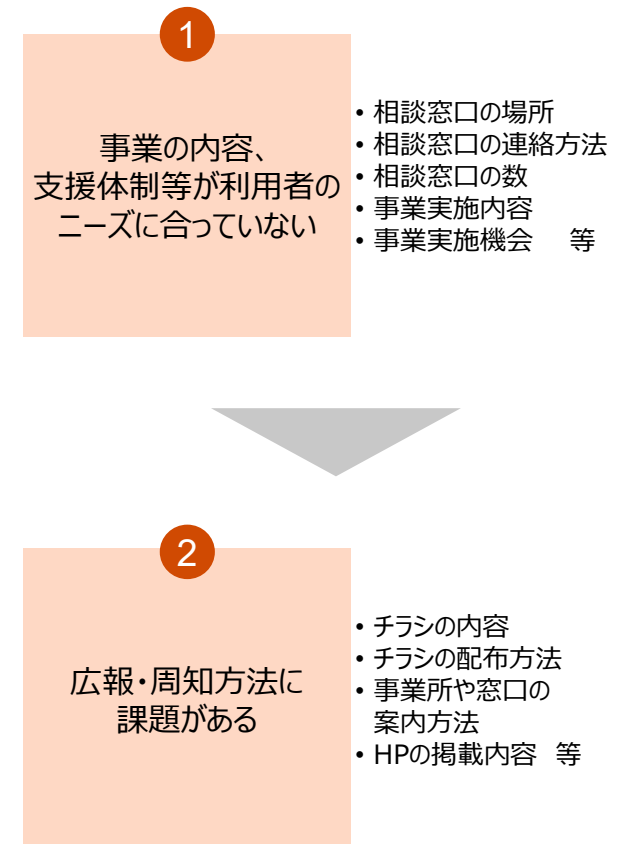 1
事業の内容、
支援体制等が利用者の
ニーズに合っていない
• 相談窓口の場所
• 相談窓口の連絡方法
• 相談窓口の数
• 事業実施内容
• 事業実施機会　等
2
広報・周知方法に
課題がある
• チラシの内容
• チラシの配布方法
• 事業所や窓口の
案内方法
• HPの掲載内容　等